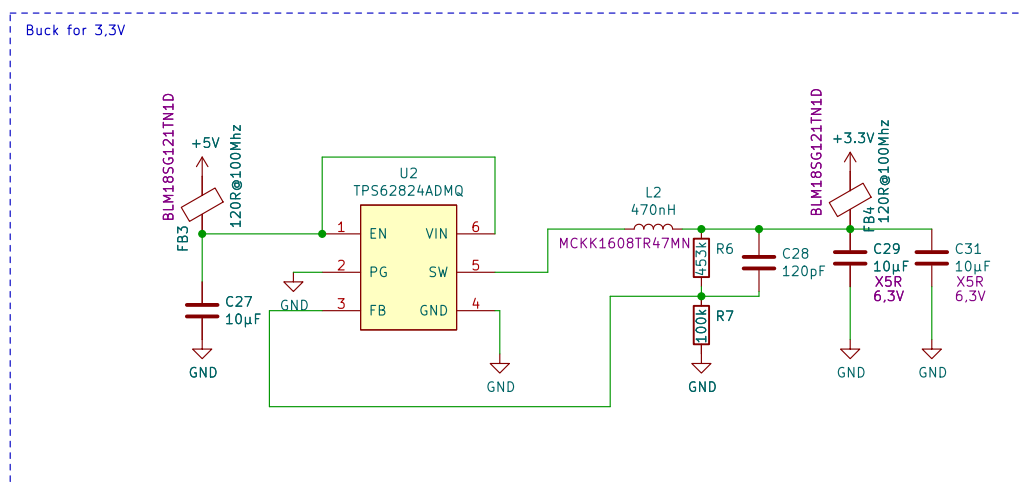 Buck for 3,3V
BLM18SG121TN1D
+5V
120R@100Mhz
FB3
C27
10µF
GND
U2
TPS62824ADMQ
1
EN
VIN
6
2
PG
SW
5
3
FB
GND
4
GND
GND
L2
470nH
MCKK1608TR47MN
R6
453k
C28
120pF
R7
100k
GND
BLM18SG121TN1D
+3.3V
120R@100Mhz
FB4
C29
10µF
X5R
6,3V
GND
C31
10µF
X5R
6,3V
GND